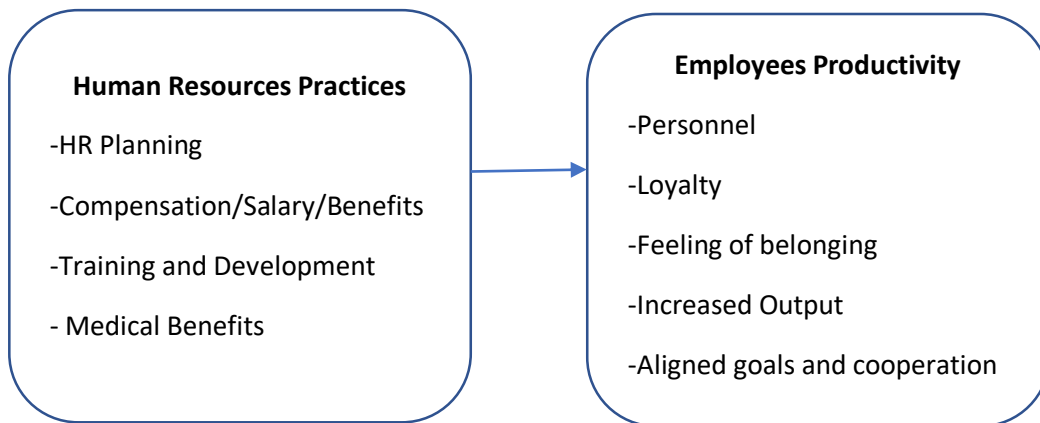 Human Resources Practices
-HR Planning
-Compensation/Salary/Benefits
-Training and Development
- Medical Benefits
Employees Productivity
-Personnel
-Loyalty
-Feeling of belonging
-Increased Output
-Aligned goals and cooperation